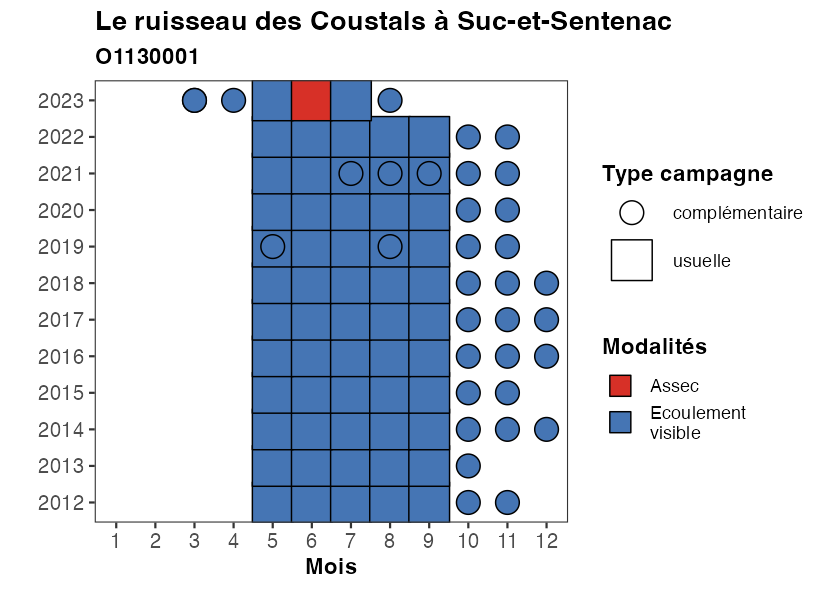 Le ruisseau des Coustals à Suc-et-Sentenac
O1130001
2023
2022
2021
2020
2019
2018
2017
2016
2015
2014
2013
2012
1 2 3 4 5 6 7 8 9 10 11 12
Mois
Type campagne
complémentaire
usuelle
Modalités
Assec
Ecoulement
visible